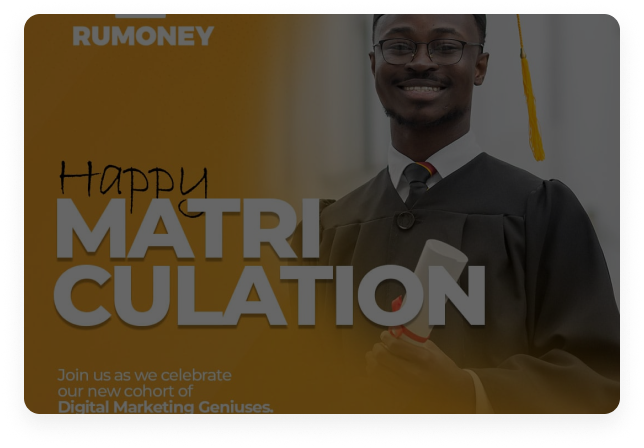 RUMONEY
Happy
MATRI
CULATION
Join us as we celebrate
our new cohort of
Digital Marketing Geniuses.